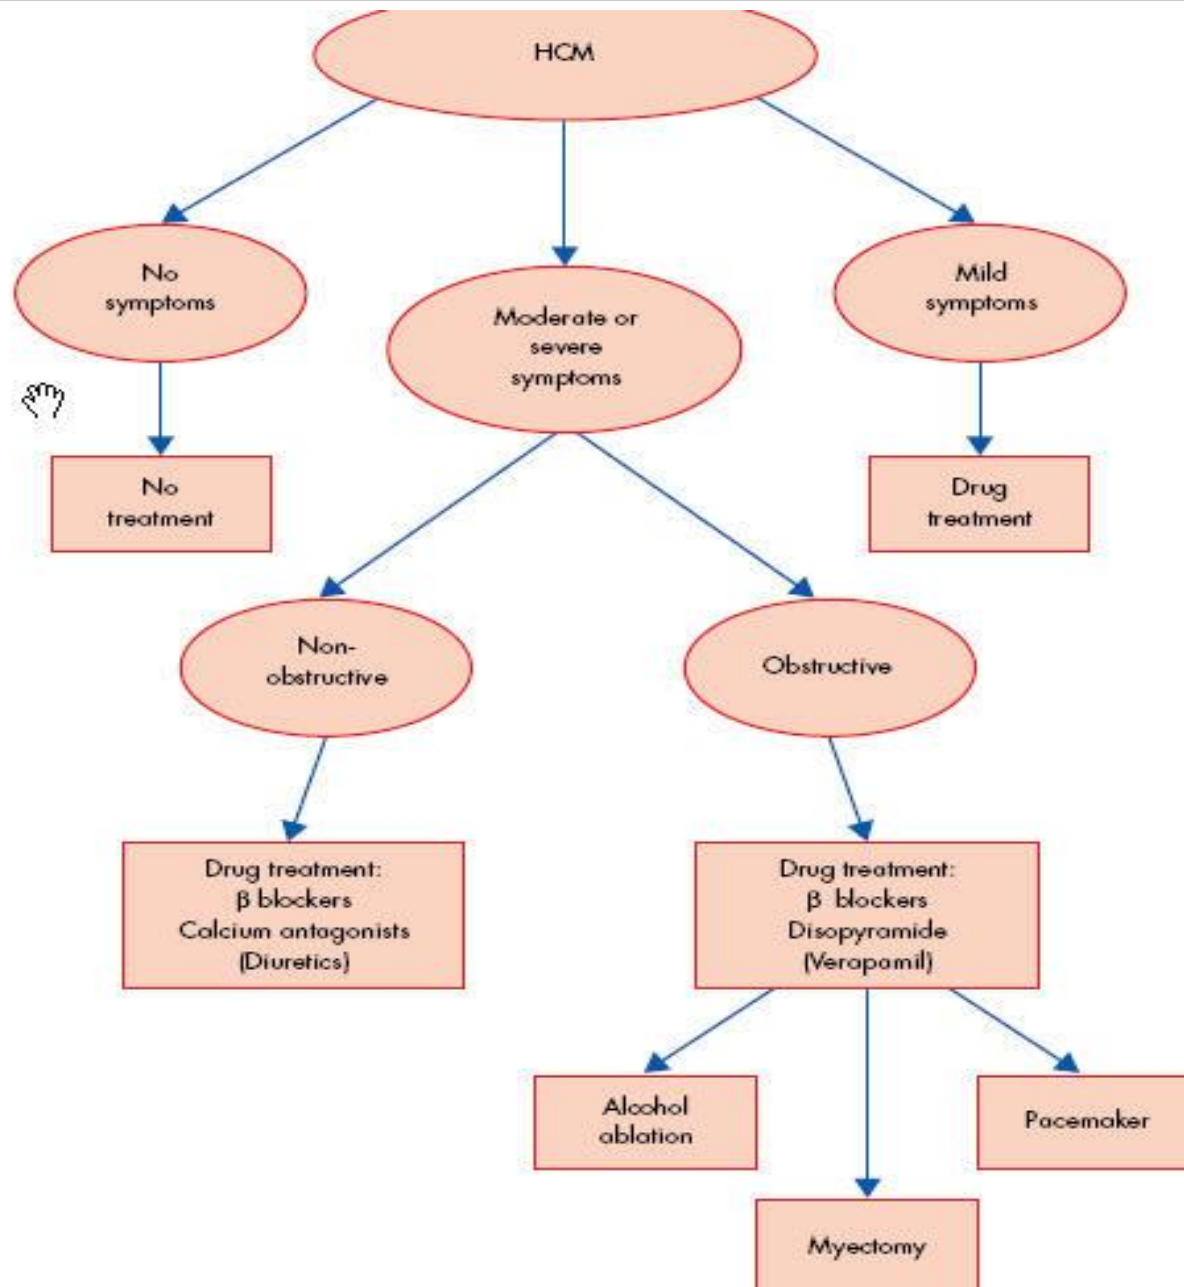 HCM
No
symptoms
Moderate or
severe
symptoms
Mild
symptoms
No
treatment
Drug
treatment
Non-
obstructive
Obstructive
Drug treatment:
β blockers
Calcium antagonists
(Diuretics)
Drug treatment:
β blockers
Disopyramide
(Verapamil)
Alcohol
ablation
Pacemaker
Myectomy